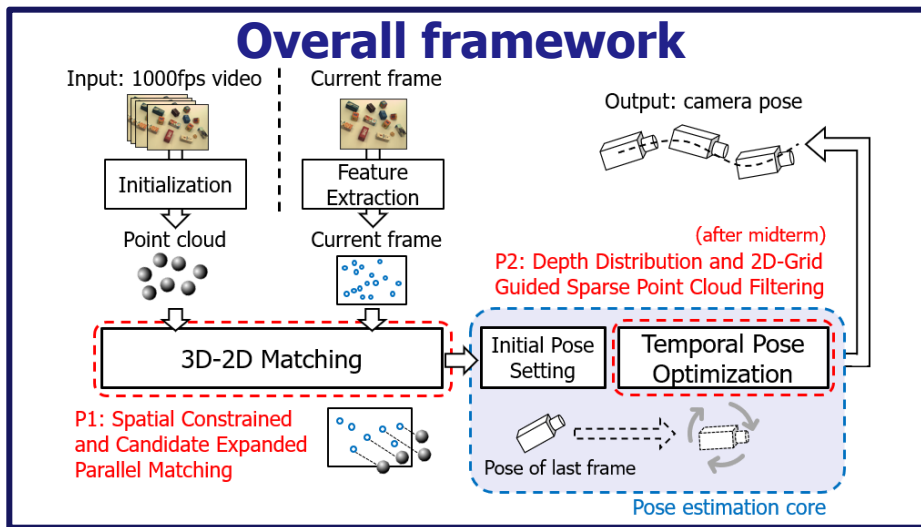 Overall framework
Input: 1000fps video
Current frame
Output: camera pose
Initialization
Feature
Extraction
Point cloud
Current frame
(after midterm)
P2: Depth Distribution and 2D-Grid
Guided Sparse Point Cloud Filtering
3D-2D Matching
Initial Pose
Setting
Temporal Pose
Optimization
P1: Spatial Constrained
and Candidate Expanded
Parallel Matching
Pose of last frame
Pose estimation core